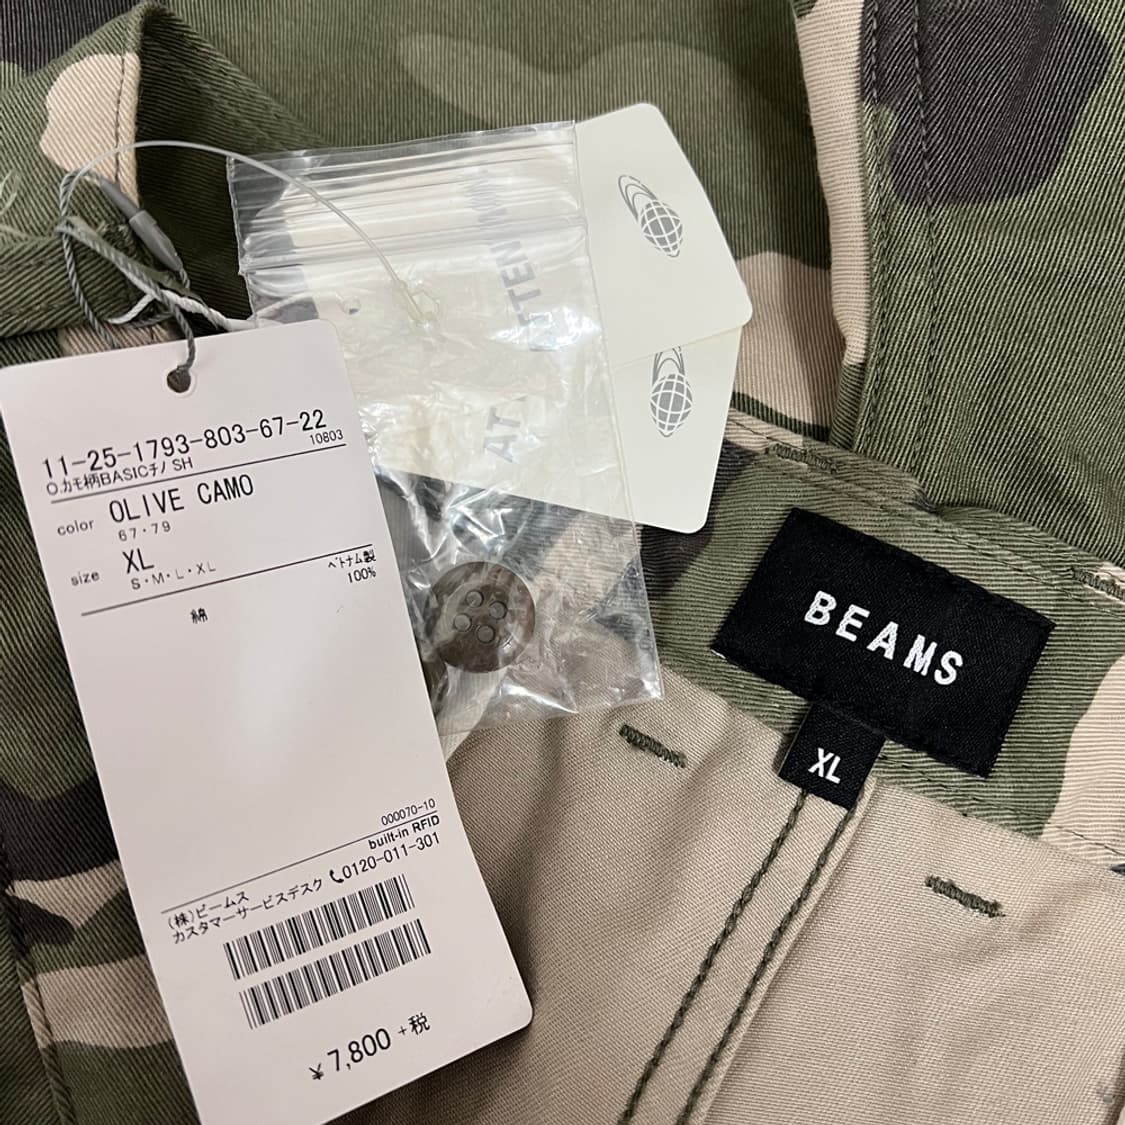 11-25-1793-803-67-22
10803
O.カモ柄BASICチノSH
color OLIVE CAMO
67・79
size XL
S・M・L・XL
ベトナム製
綿 100%
000070-10
built-in RFID
(株)ビームス
カスタマーサービスデスク 0120-011-301
¥7,800 +税
BEANS
XL